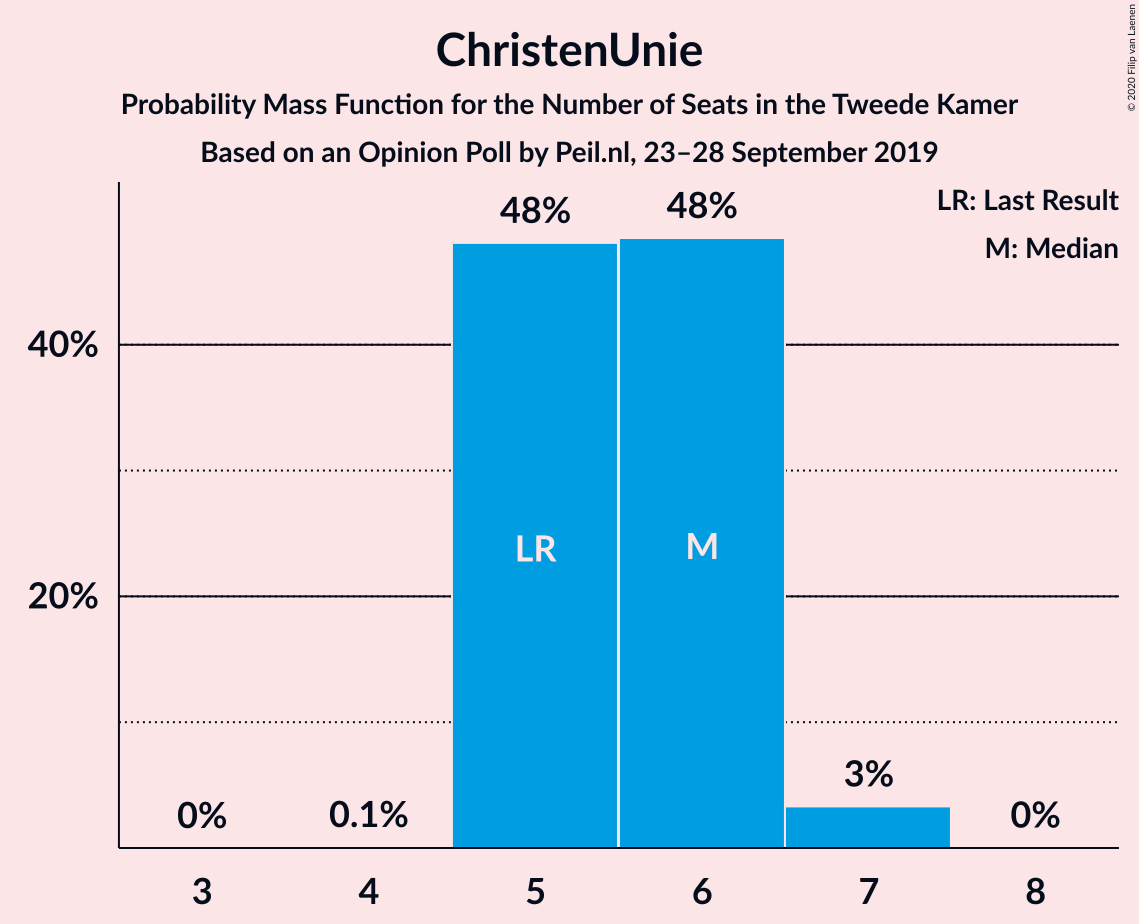 ChristenUnie
Probability Mass Function for the Number of Seats in the Tweede Kamer
Based on an Opinion Poll by Peil.nl, 23–28 September 2019
© 2020 Filip van Laenen
LR: Last Result
M: Median
48%
48%
40%
LR
M
20%
3%
0%
0.1%
0%
3
4
5
6
7
8